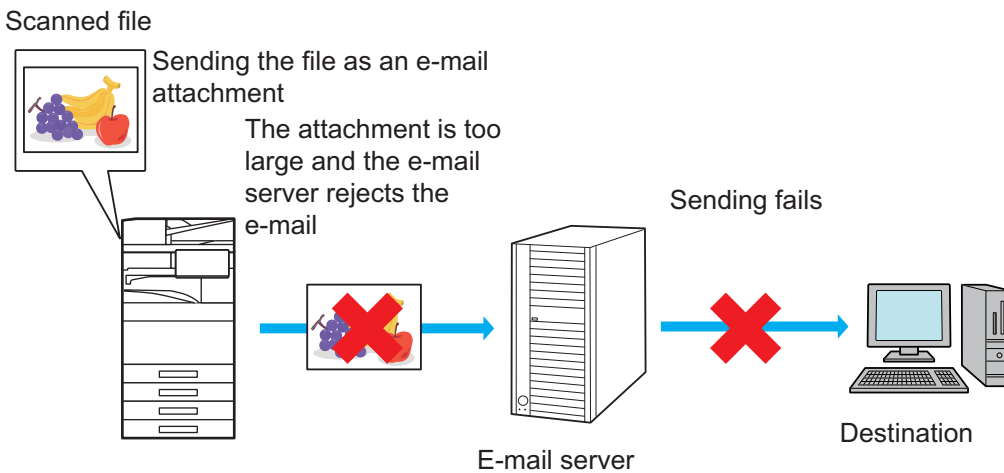 Scanned file
Sending the file as an e-mail
attachment
The attachment is too
large and the e-mail
server rejects the
e-mail
Sending fails
Destination
E-mail server